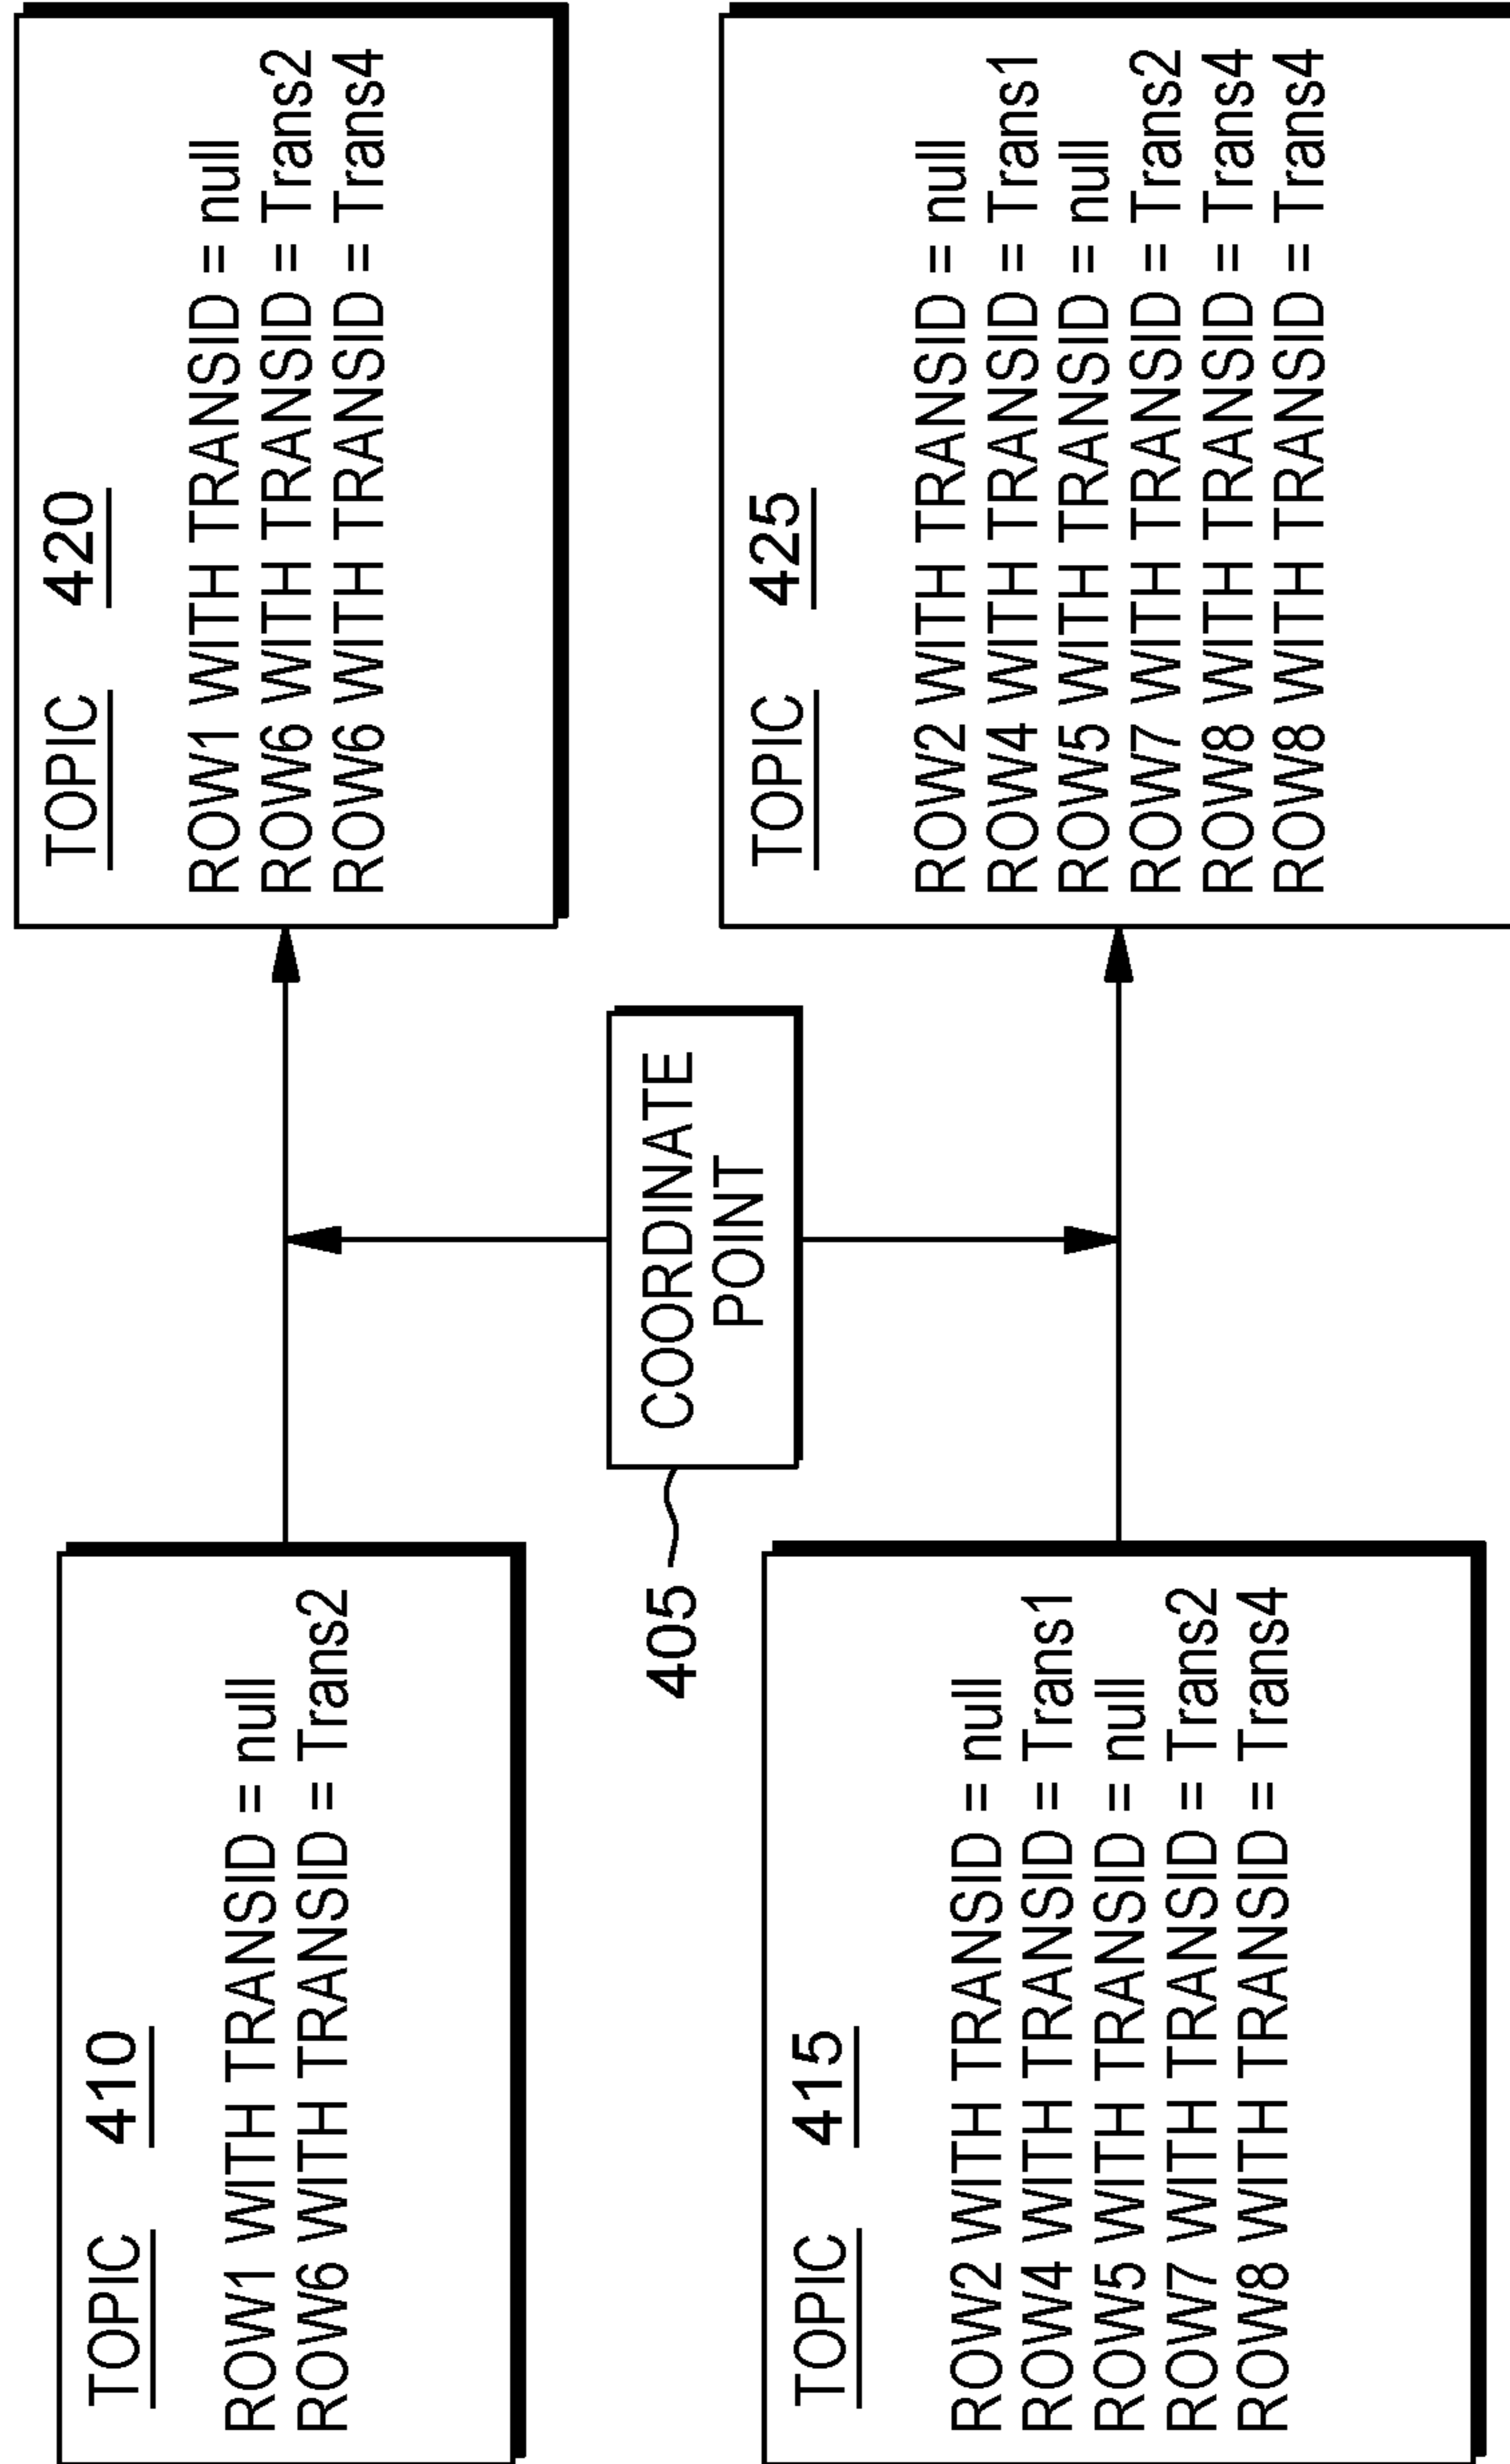 TOPIC 410
ROW1 WITH TRANSID = null
ROW6 WITH TRANSID = Trans2
TOPIC 420
ROW1 WITH TRANSID = null
ROW6 WITH TRANSID = Trans2
ROW6 WITH TRANSID = Trans4
405
COORDINATE
POINT
TOPIC 415
ROW2 WITH TRANSID = null
ROW4 WITH TRANSID = Trans1
ROW5 WITH TRANSID = null
ROW7 WITH TRANSID = Trans2
ROW8 WITH TRANSID = Trans4
TOPIC 425
ROW2 WITH TRANSID = null
ROW4 WITH TRANSID = Trans1
ROW5 WITH TRANSID = null
ROW7 WITH TRANSID = Trans2
ROW8 WITH TRANSID = Trans4
ROW8 WITH TRANSID = Trans4